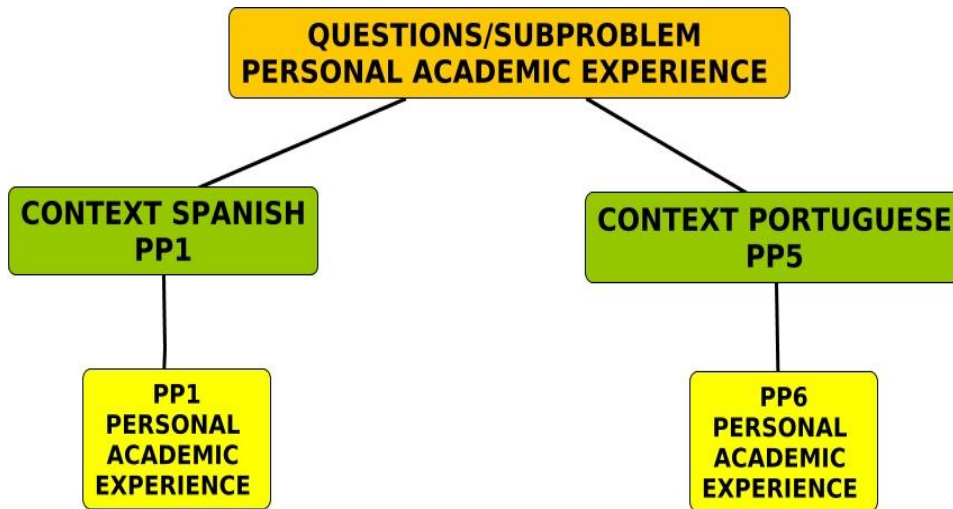 QUESTIONS/SUBPROBLEM
PERSONAL ACADEMIC EXPERIENCE
CONTEXT SPANISH
PP1
CONTEXT PORTUGUESE
PP5
PP1
PERSONAL
ACADEMIC
EXPERIENCE
PP6
PERSONAL
ACADEMIC
EXPERIENCE